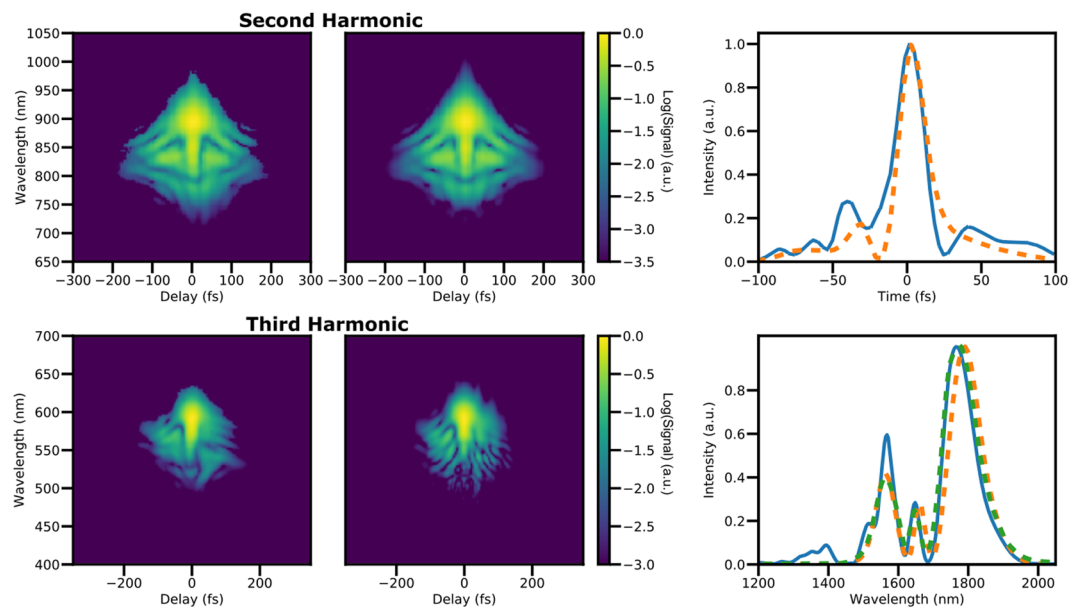 Second Harmonic
1050
1000
950
900
850
800
750
700
650
Wavelength (nm)
−300 −200 −100 0 100 200 300
Delay (fs)
−300 −200 −100 0 100 200 300
Delay (fs)
0.0
−0.5
−1.0
−1.5
−2.0
−2.5
−3.0
−3.5
Log(Signal) (a.u.)
1.0
0.8
0.6
0.4
0.2
0.0
Intensity (a.u.)
−100 −50 0 50 100
Time (fs)
Third Harmonic
700
650
600
550
500
450
400
Wavelength (nm)
−200 0 200
Delay (fs)
−200 0 200
Delay (fs)
0.0
−0.5
−1.0
−1.5
−2.0
−2.5
−3.0
Log(Signal) (a.u.)
0.8
0.6
0.4
0.2
0.0
Intensity (a.u.)
1200 1400 1600 1800 2000
Wavelength (nm)